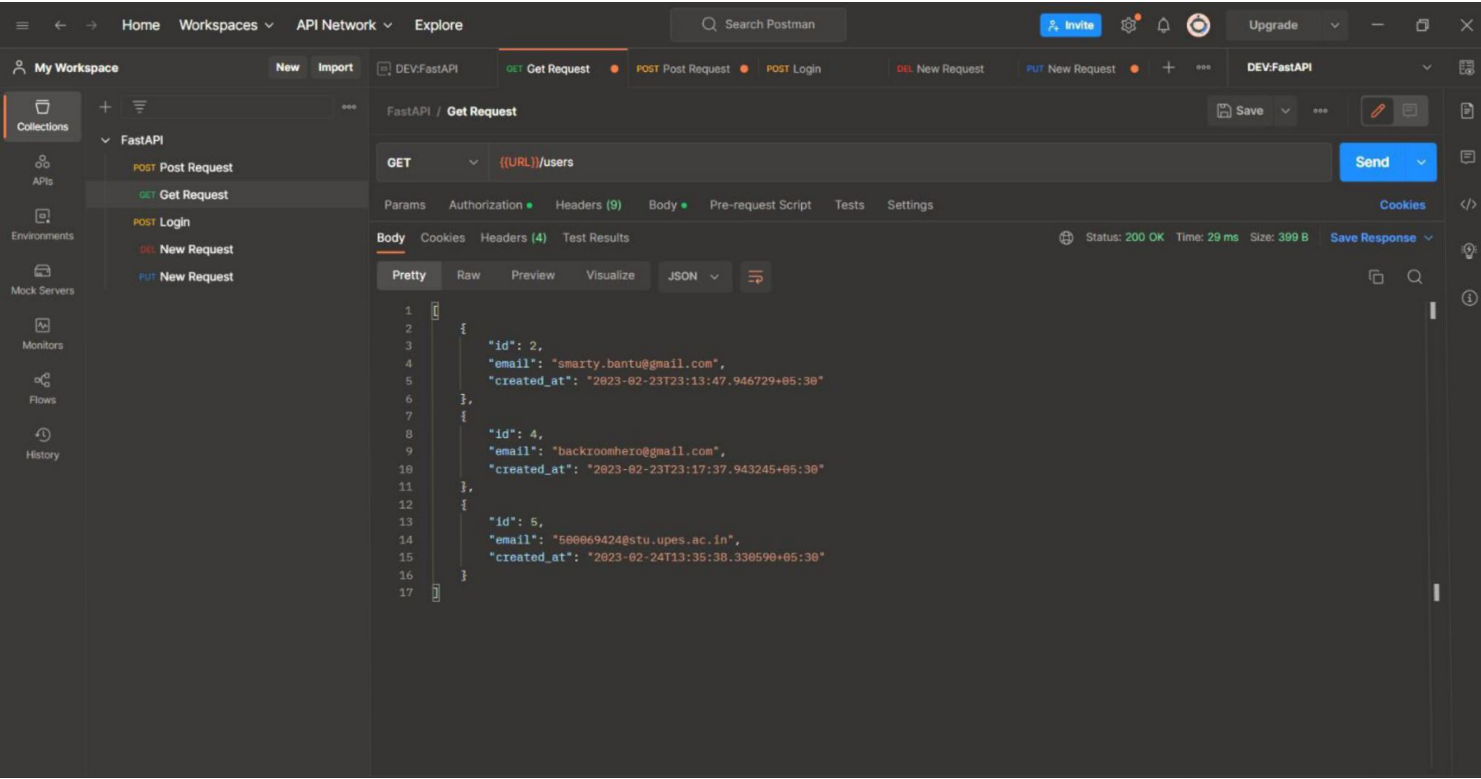 Home Workspaces API Network Explore Search Postman Invite Upgrade
My Workspace New Import DEV:FastAPI GET Get Request POST Post Request POST Login DEL New Request PUT New Request DEV:FastAPI
Collections
APIs
Environments
Mock Servers
Monitors
Flows
History
FastAPI
POST Post Request
GET Get Request
POST Login
DEL New Request
PUT New Request
FastAPI / Get Request Save
GET {{URL}}/users Send
Params Authorization Headers (9) Body Pre-request Script Tests Settings Cookies
Body Cookies Headers (4) Test Results Status: 200 OK Time: 29 ms Size: 399 B Save Response
Pretty Raw Preview Visualize JSON
1 [
2 {
3 "id": 2,
4 "email": "smarty.bantu@gmail.com",
5 "created_at": "2023-02-23T23:13:47.946729+05:30"
6 },
7 {
8 "id": 4,
9 "email": "backroomhero@gmail.com",
10 "created_at": "2023-02-23T23:17:37.943245+05:30"
11 },
12 {
13 "id": 5,
14 "email": "500069424@stu.upes.ac.in",
15 "created_at": "2023-02-24T13:35:38.330590+05:30"
16 }
17 ]